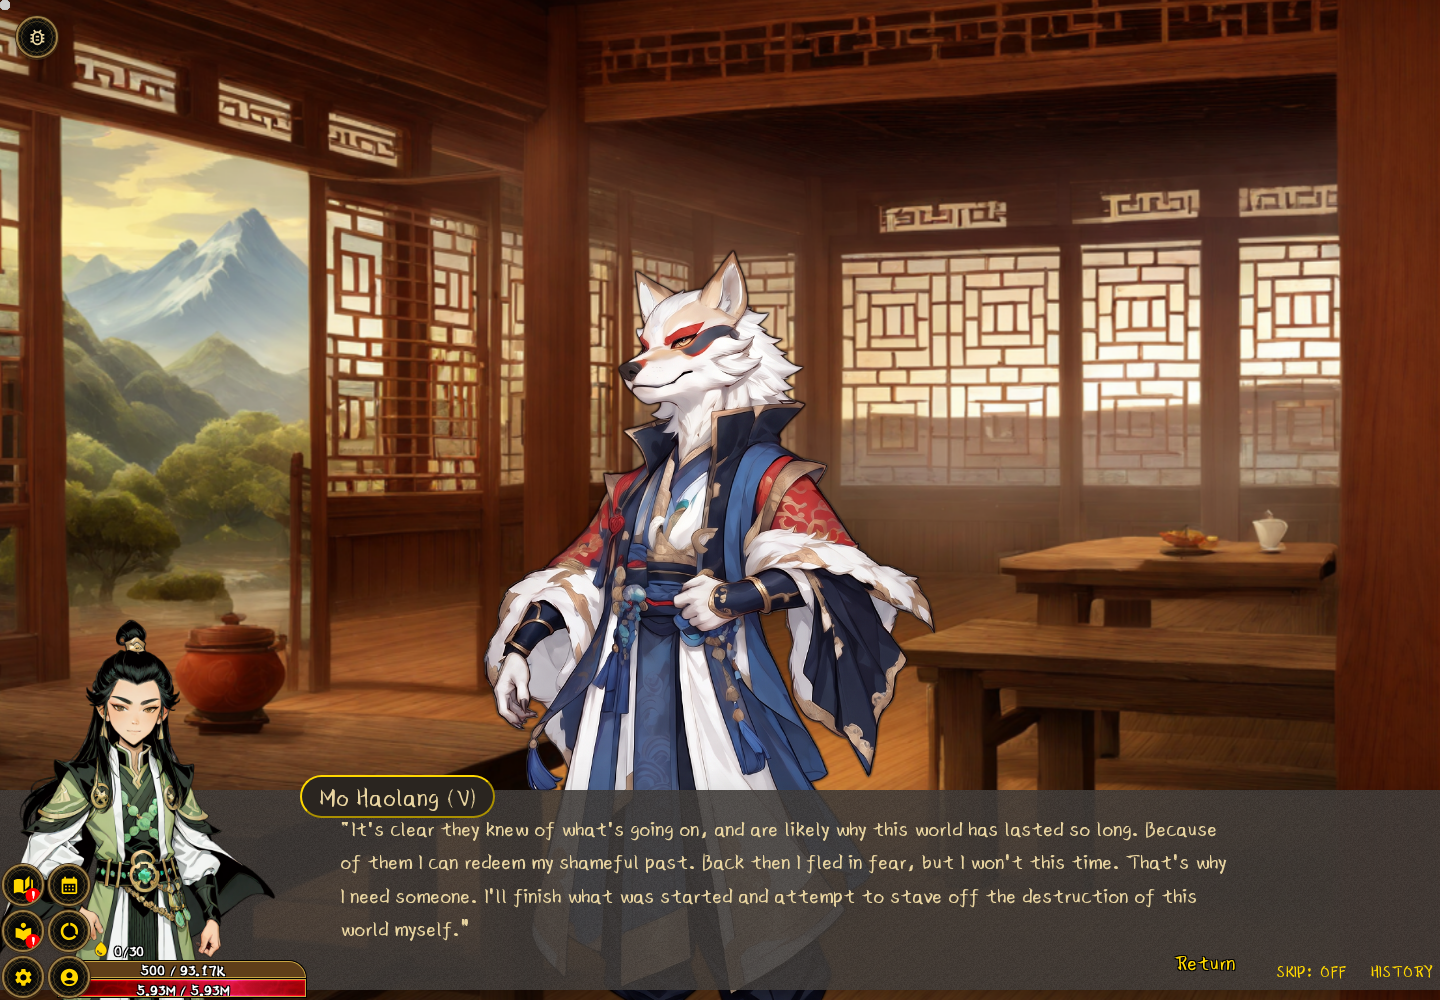 Mo Haolang (V)
"It's clear they knew of what's going on, and are likely why this world has lasted so long. Because
of them I can redeem my shameful past. Back then I fled in fear, but I won't this time. That's why
I need someone. I'll finish what was started and attempt to stave off the destruction of this
world myself."
0/30
500 / 93.17k
5.93M / 5.93M
Return
SKIP: OFF
HISTORY